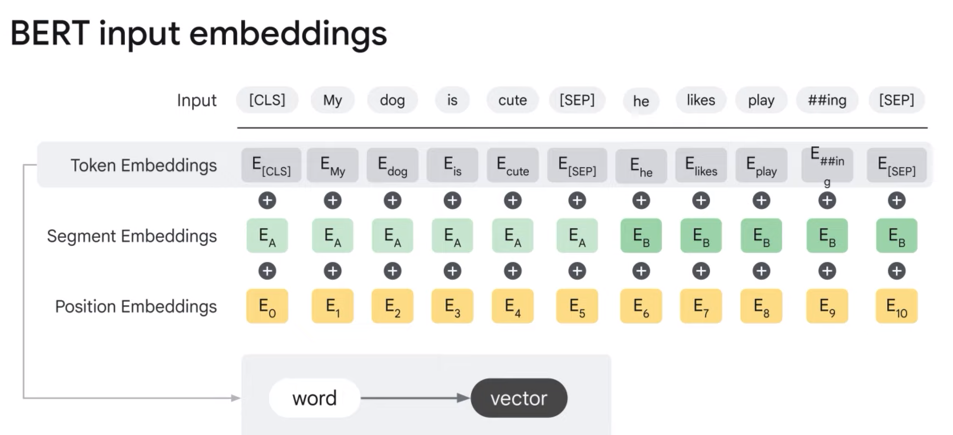 BERT input embeddings
Input [CLS] My dog is cute [SEP] he likes play ##ing [SEP]
Token Embeddings E[CLS] EMy Edog Eis Ecute E[SEP] Ehe Elikes Eplay E##ing E[SEP]
+ + + + + + + + + + +
Segment Embeddings EA EA EA EA EA EA EB EB EB EB EB
+ + + + + + + + + + +
Position Embeddings E0 E1 E2 E3 E4 E5 E6 E7 E8 E9 E10
word vector